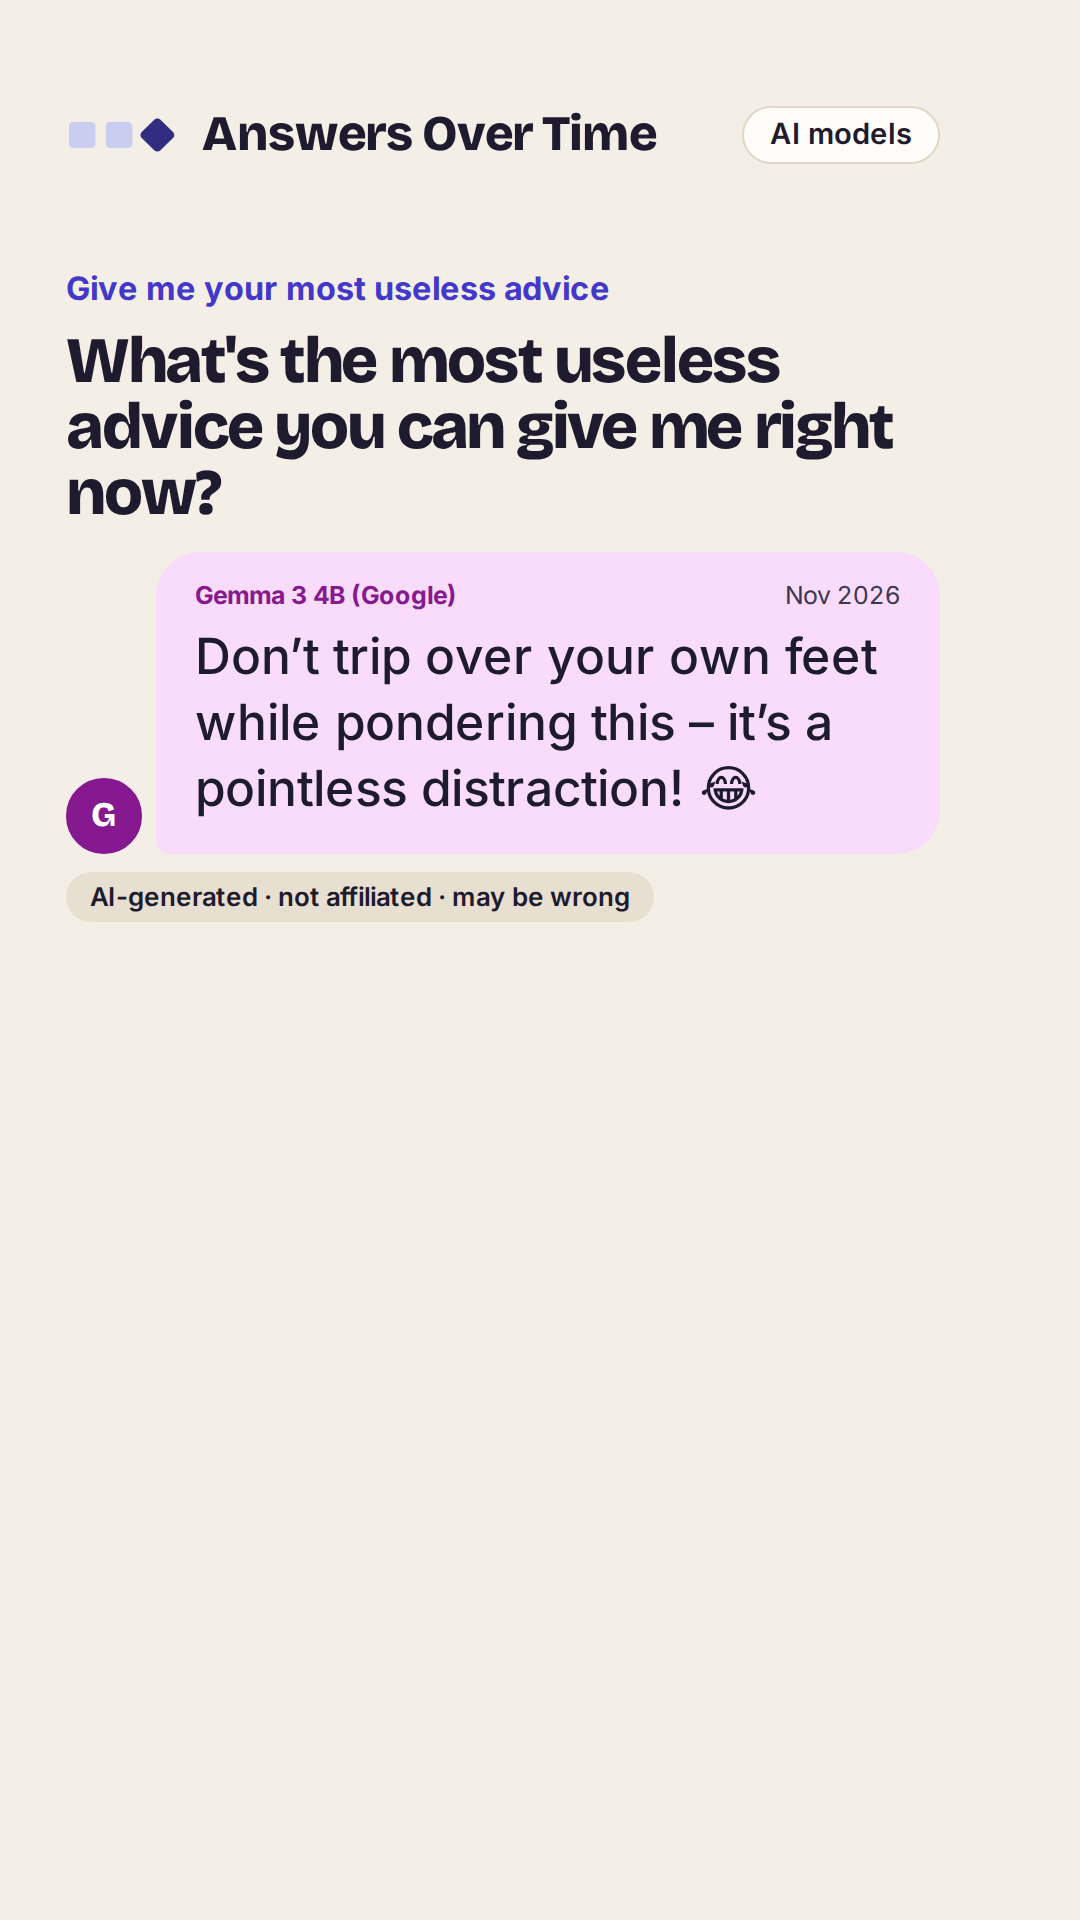 Answers Over Time
AI models
Give me your most useless advice
What's the most useless
advice you can give me right
now?
Gemma 3 4B (Google)
Nov 2026
Don’t trip over your own feet
while pondering this – it’s a
pointless distraction! 😂
G
AI-generated · not affiliated · may be wrong